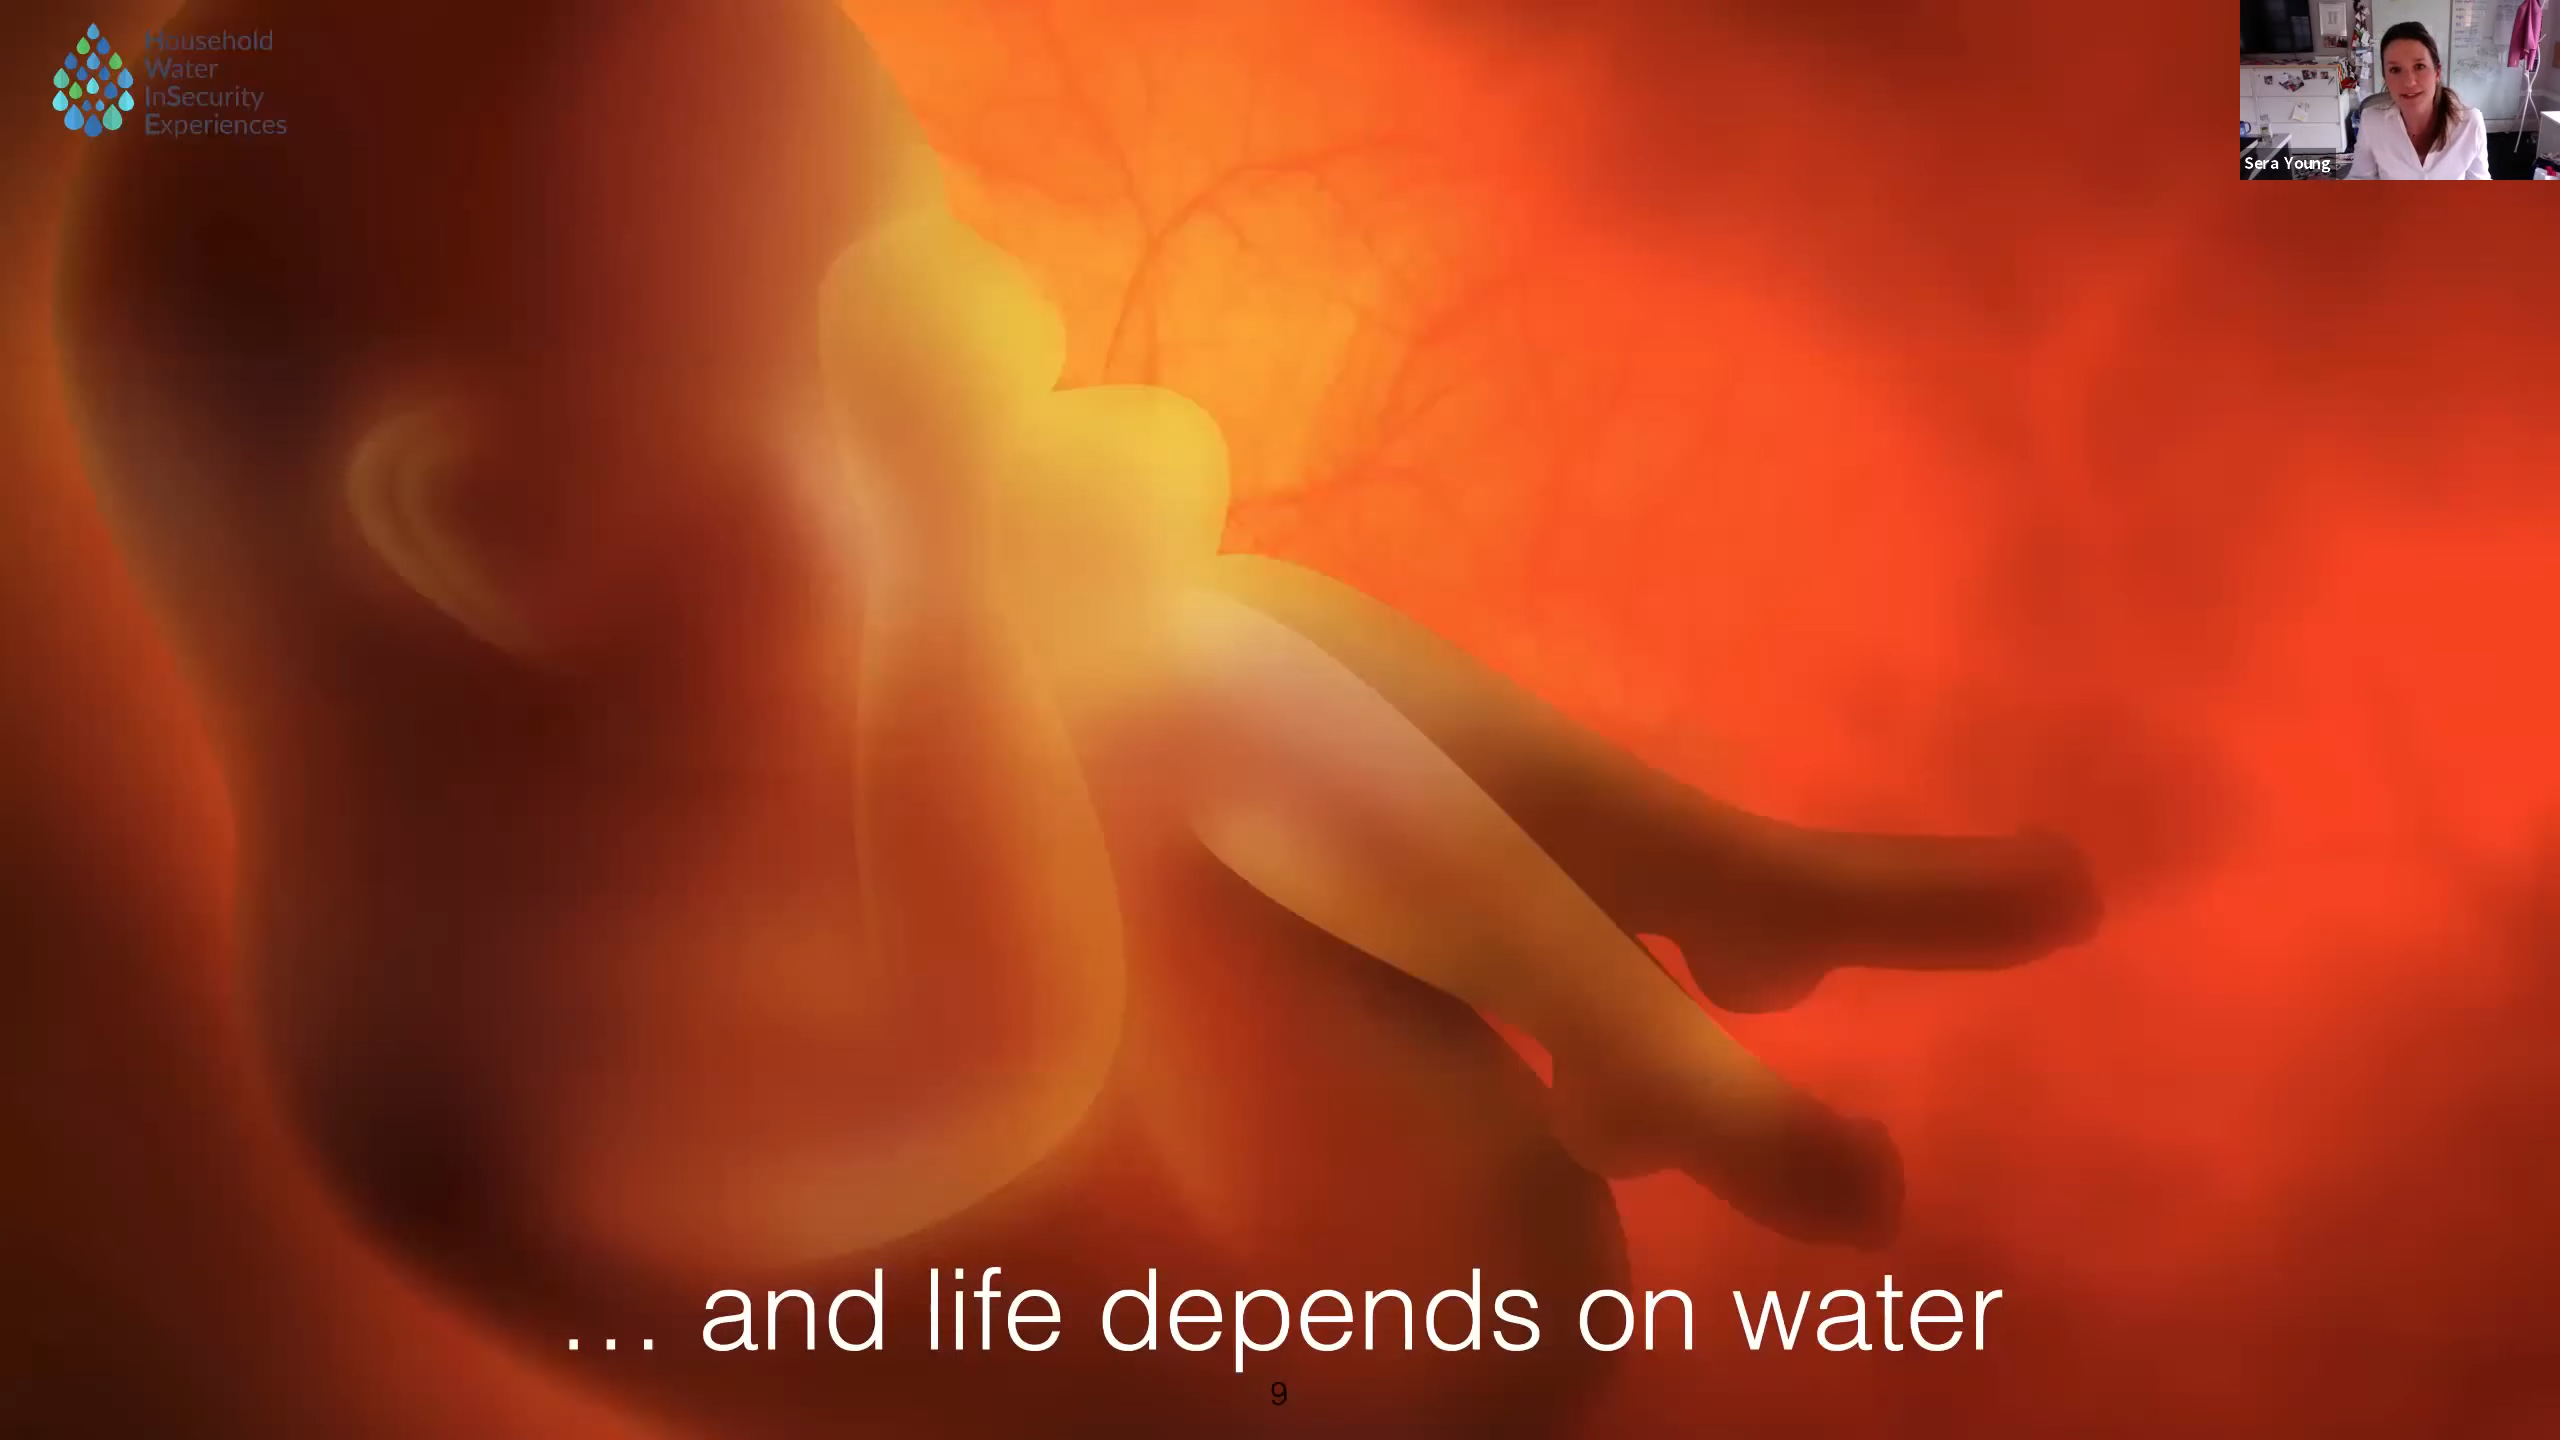 Household
Water
InSecurity
Experiences
Sera Young
... and life depends on water
9